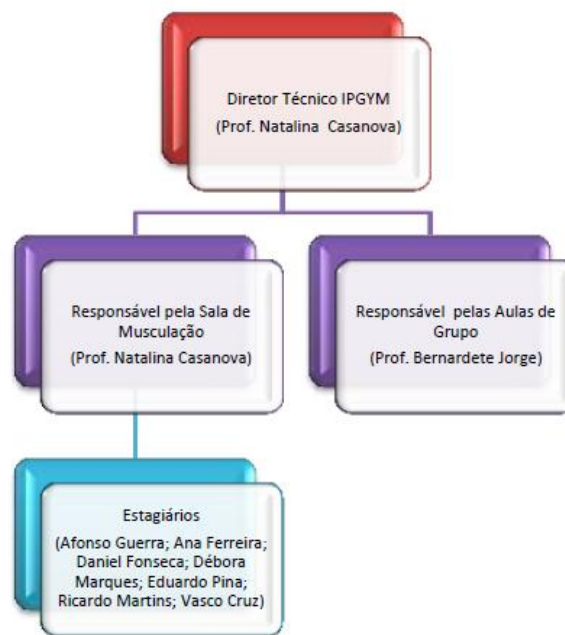 Diretor Técnico IPGYM
(Prof. Natalina Casanova)
Responsável pela Sala de
Musculação
(Prof. Natalina Casanova)
Responsável pelas Aulas de
Grupo
(Prof. Bernardete Jorge)
Estagiários
(Afonso Guerra; Ana Ferreira;
Daniel Fonseca; Débora
Marques; Eduardo Pina;
Ricardo Martins; Vasco Cruz)